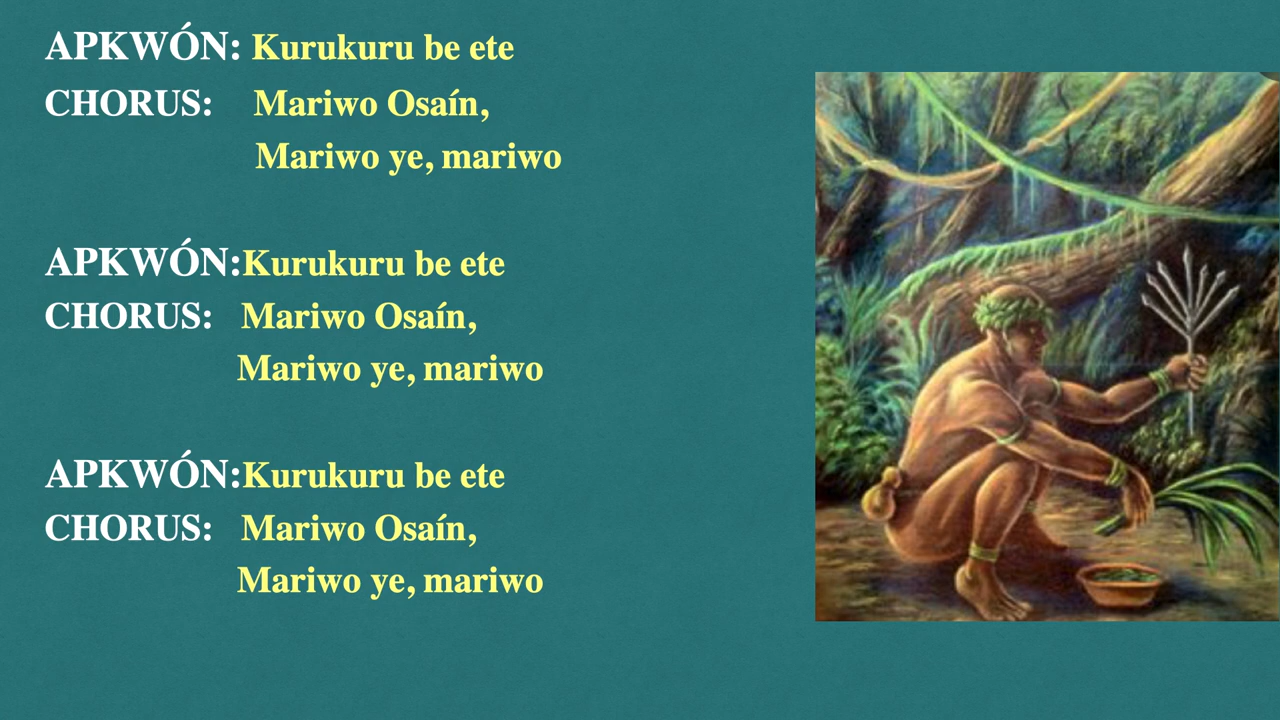 APKWÓN: Kurukuru be ete
CHORUS: Mariwo Osaín,
Mariwo ye, mariwo
APKWÓN:Kurukuru be ete
CHORUS: Mariwo Osaín,
Mariwo ye, mariwo
APKWÓN:Kurukuru be ete
CHORUS: Mariwo Osaín,
Mariwo ye, mariwo